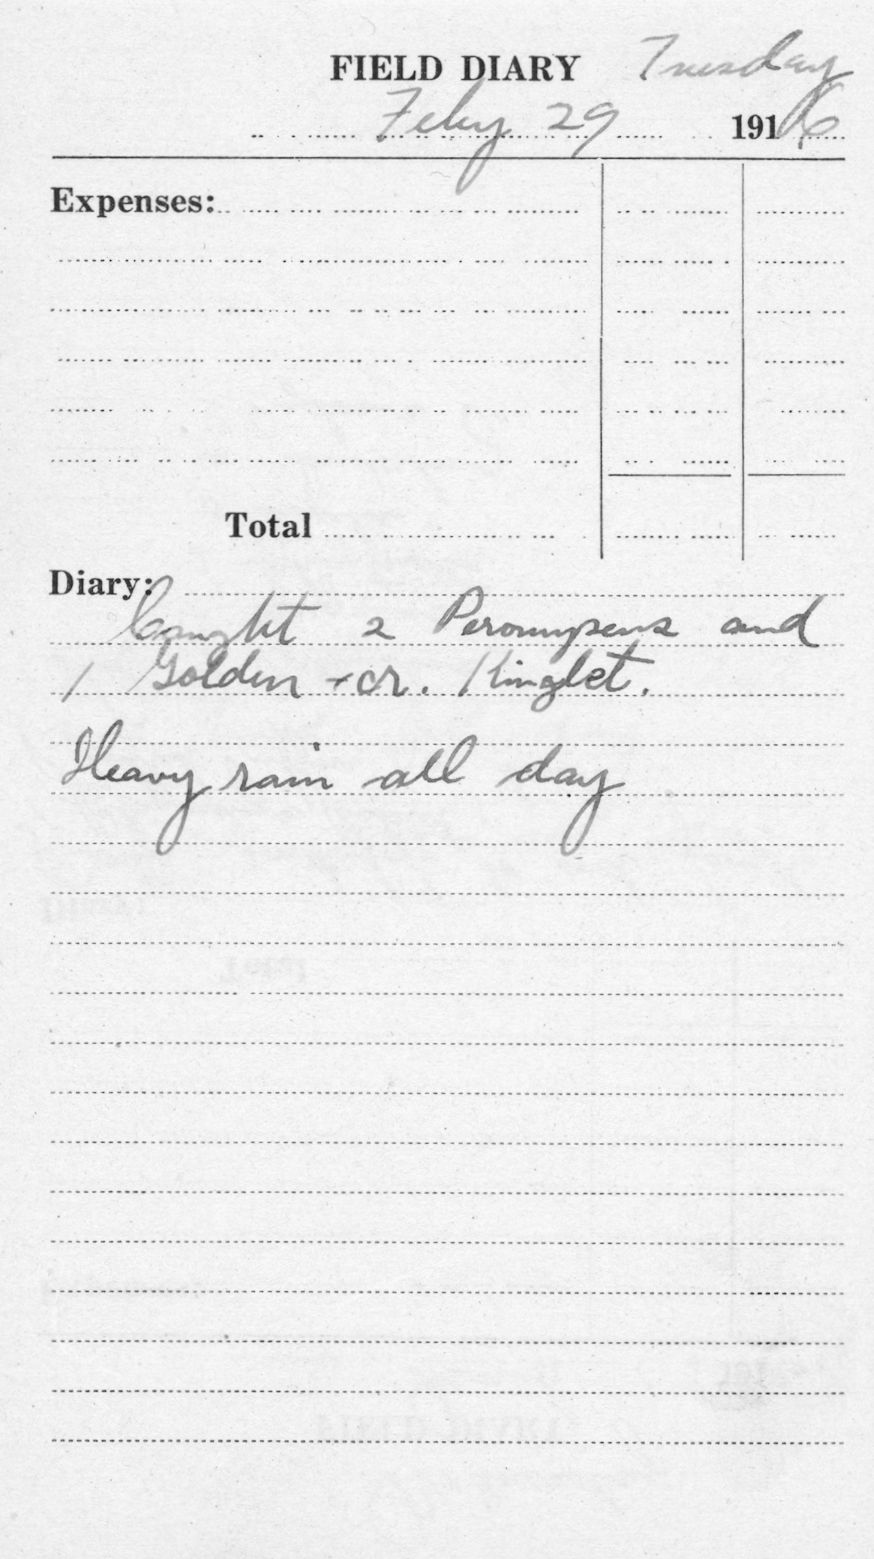 FIELD DIARY Tuesday
Feby 29 1916
Expenses:
Total
Diary:
Caught 2 Peromyscus and
1 Golden-cr. Kinglet.
Heavy rain all day